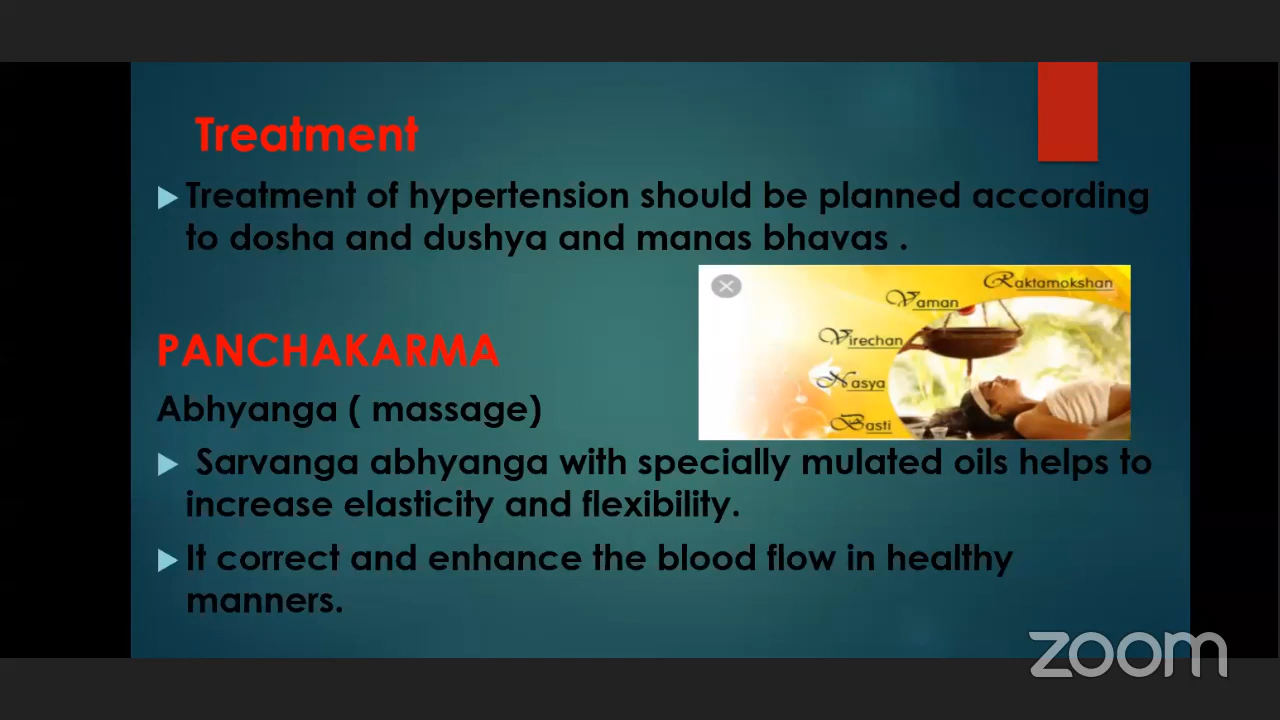 Treatment
Treatment of hypertension should be planned according
to dosha and dushya and manas bhavas .
Raktamokshan
Vaman
Virechan
Nasya
Basti
PANCHAKARMA
Abhyanga ( massage)
Sarvanga abhyanga with specially mulated oils helps to
increase elasticity and flexibility.
It correct and enhance the blood flow in healthy
manners.
zoom